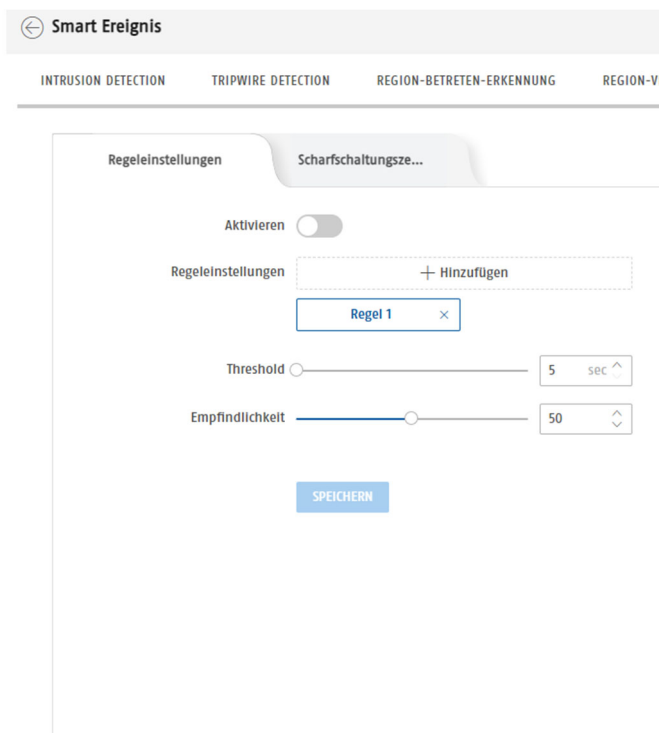 Smart Ereignis
INTRUSION DETECTION TRIPWIRE DETECTION REGION-BETRETEN-ERKENNUNG REGION-V
Regeleinstellungen Scharfschaltungsze...
Aktivieren
Regeleinstellungen + Hinzufügen
Regel 1 ×
Threshold 5 sec
Empfindlichkeit 50
SPEICHERN